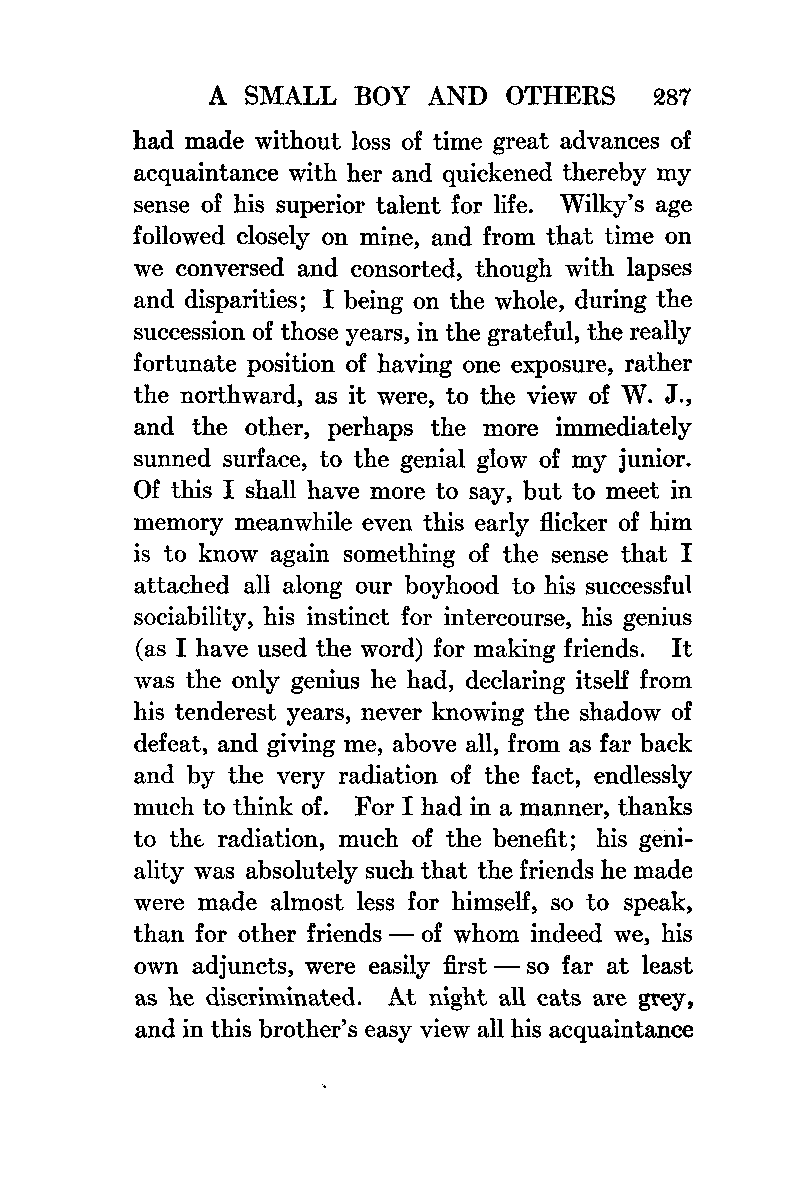 A SMALL BOY AND OTHERS 287
had made without loss of time great advances of
acquaintance with her and quickened thereby my
sense of his superior talent for life. Wilky's age
followed closely on mine, and from that time on
we conversed and consorted, though with lapses
and disparities; I being on the whole, during the
succession of those years, in the grateful, the really
fortunate position of having one exposure, rather
the northward, as it were, to the view of W. J.,
and the other, perhaps the more immediately
sunned surface, to the genial glow of my junior.
Of this I shall have more to say, but to meet in
memory meanwhile even this early flicker of him
is to know again something of the sense that I
attached all along our boyhood to his successful
sociability, his instinct for intercourse, his genius
(as I have used the word) for making friends. It
was the only genius he had, declaring itself from
his tenderest years, never knowing the shadow of
defeat, and giving me, above all, from as far back
and by the very radiation of the fact, endlessly
much to think of. For I had in a manner, thanks
to the radiation, much of the benefit; his geni-
ality was absolutely such that the friends he made
were made almost less for himself, so to speak,
than for other friends — of whom indeed we, his
own adjuncts, were easily first — so far at least
as he discriminated. At night all cats are grey,
and in this brother's easy view all his acquaintance